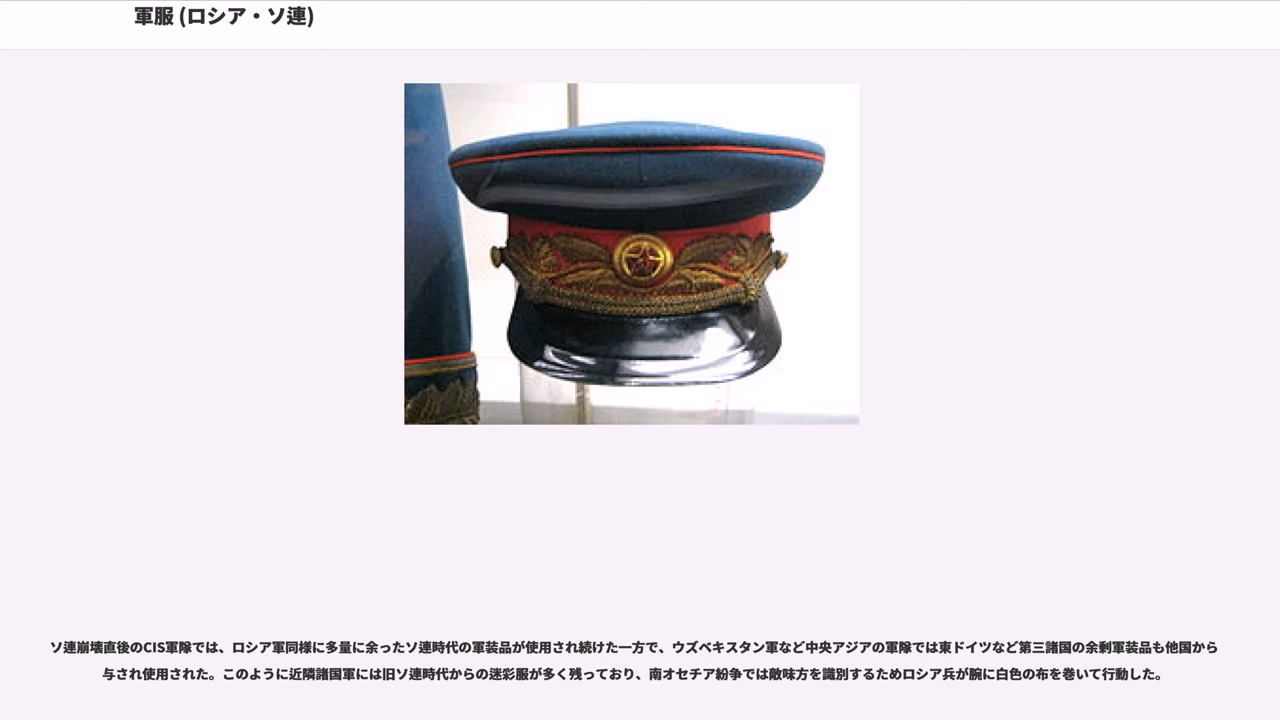 軍服 (ロシア・ソ連)
ソ連崩壊直後のCIS軍隊では、ロシア軍同様に多量に余ったソ連時代の軍装品が使用され続けた一方で、ウズベキスタン軍など中央アジアの軍隊では東ドイツなど第三諸国の余剰軍装品も他国から
与され使用された。このように近隣諸国軍には旧ソ連時代からの迷彩服が多く残っており、南オセチア紛争では敵味方を識別するためロシア兵が腕に白色の布を巻いて行動した。